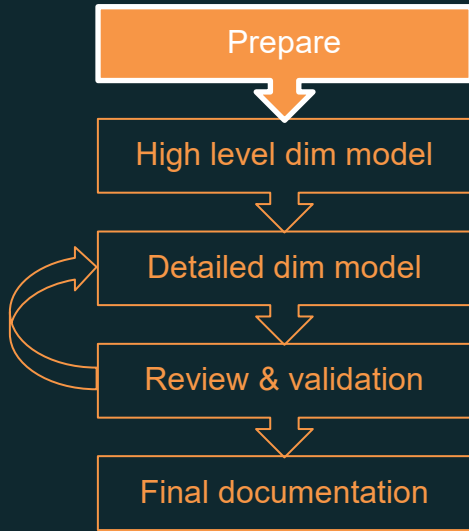 Prepare
High level dim model
Detailed dim model
Review & validation
Final documentation